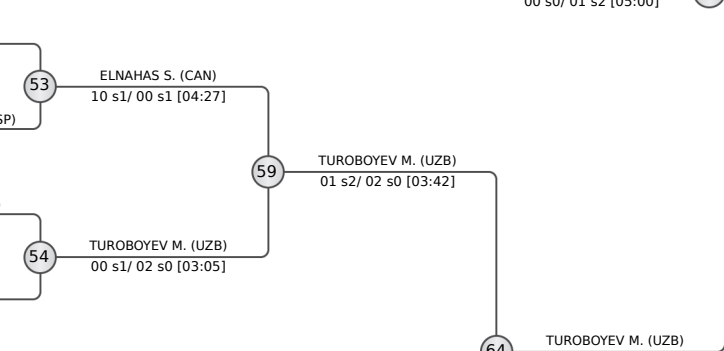 00 s0/ 01 s2 [05:00]
53
ELNAHAS S. (CAN)
10 s1/ 00 s1 [04:27]
SP)
59
TUROBOYEV M. (UZB)
01 s2/ 02 s0 [03:42]
54
TUROBOYEV M. (UZB)
00 s1/ 02 s0 [03:05]
64
TUROBOYEV M. (UZB)